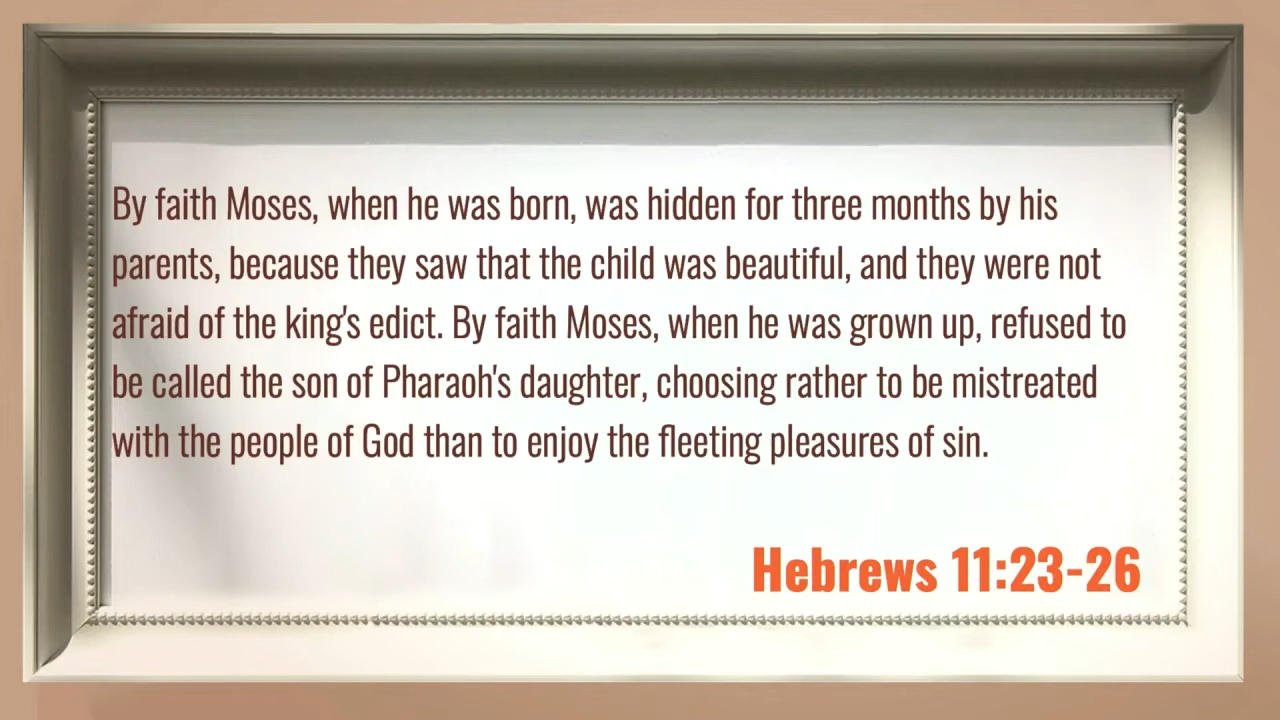 By faith Moses, when he was born, was hidden for three months by his
parents, because they saw that the child was beautiful, and they were not
afraid of the king's edict. By faith Moses, when he was grown up, refused to
be called the son of Pharaoh's daughter, choosing rather to be mistreated
with the people of God than to enjoy the fleeting pleasures of sin.
Hebrews 11:23-26